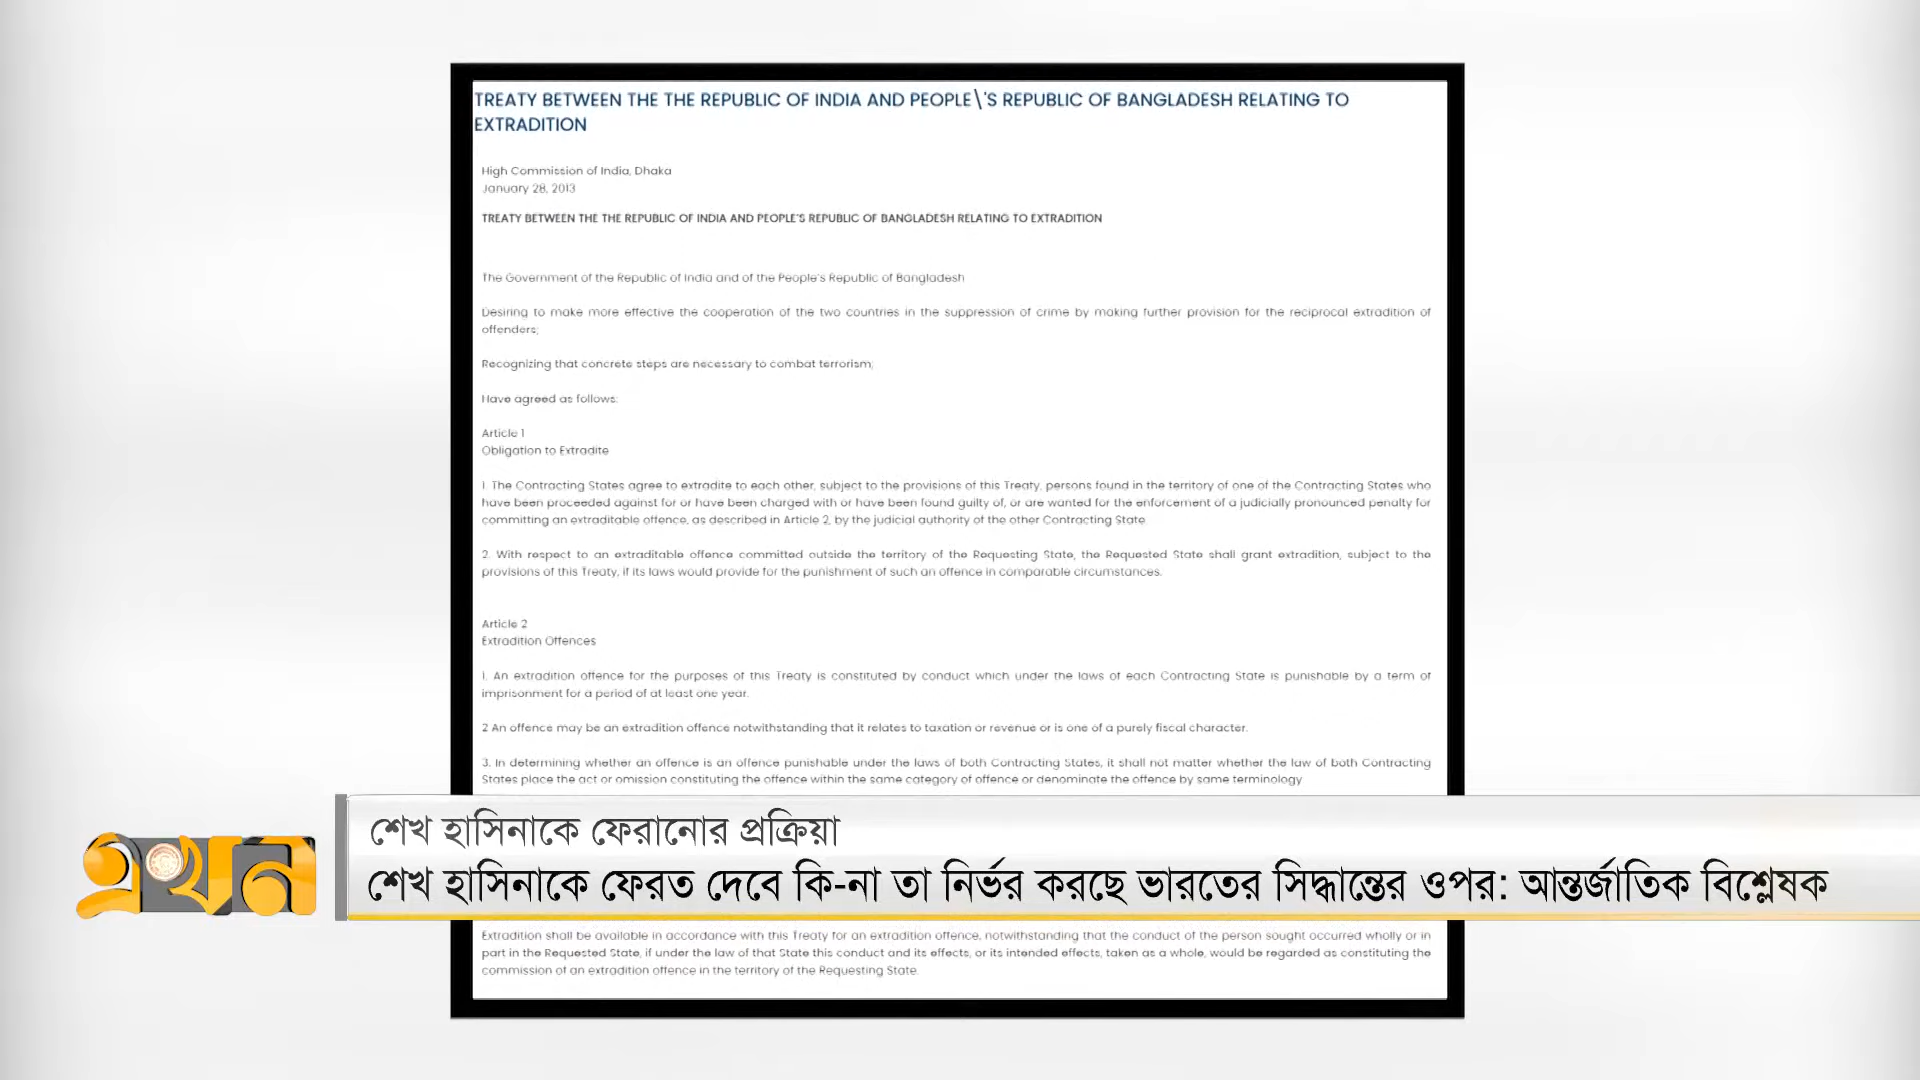 TREATY BETWEEN THE THE REPUBLIC OF INDIA AND PEOPLE\'S REPUBLIC OF BANGLADESH RELATING TO
EXTRADITION
High Commission of India, Dhaka
January 28, 2013
TREATY BETWEEN THE THE REPUBLIC OF INDIA AND PEOPLE'S REPUBLIC OF BANGLADESH RELATING TO EXTRADITION
The Government of the Republic of India and of the People's Republic of Bangladesh
Desiring to make more effective the cooperation of the two countries in the suppression of crime by making further provision for the reciprocal extradition of
offenders;
Recognizing that concrete steps are necessary to combat terrorism;
Have agreed as follows:
Article 1
Obligation to Extradite
1. The Contracting States agree to extradite to each other, subject to the provisions of this Treaty, persons found in the territory of one of the Contracting States who
have been proceeded against for or have been charged with or have been found guilty of, or are wanted for the enforcement of a judicially pronounced penalty for
committing an extraditable offence, as described in Article 2, by the judicial authority of the other Contracting State
2. With respect to an extraditable offence committed outside the territory of the Requesting State, the Requested State shall grant extradition, subject to the
provisions of this Treaty, if its laws would provide for the punishment of such an offence in comparable circumstances.
Article 2
Extradition Offences
1. An extradition offence for the purposes of this Treaty is constituted by conduct which under the laws of each Contracting State is punishable by a term of
imprisonment for a period of at least one year.
2 An offence may be an extradition offence notwithstanding that it relates to taxation or revenue or is one of a purely fiscal character.
3. In determining whether an offence is an offence punishable under the laws of both Contracting States, it shall not matter whether the law of both Contracting
States place the act or omission constituting the offence within the same category of offence or denominate the offence by same terminology
এখন
শেখ হাসিনাকে ফেরানোর প্রক্রিয়া
শেখ হাসিনাকে ফেরত দেবে কি-না তা নির্ভর করছে ভারতের সিদ্ধান্তের ওপর: আন্তর্জাতিক বিশ্লেষক
Extradition shall be available in accordance with this Treaty for an extradition offence, notwithstanding that the conduct of the person sought occurred wholly or in
part in the Requested State, if under the law of that State this conduct and its effects, or its intended effects, taken as a whole, would be regarded as constituting the
commission of an extradition offence in the territory of the Requesting State.